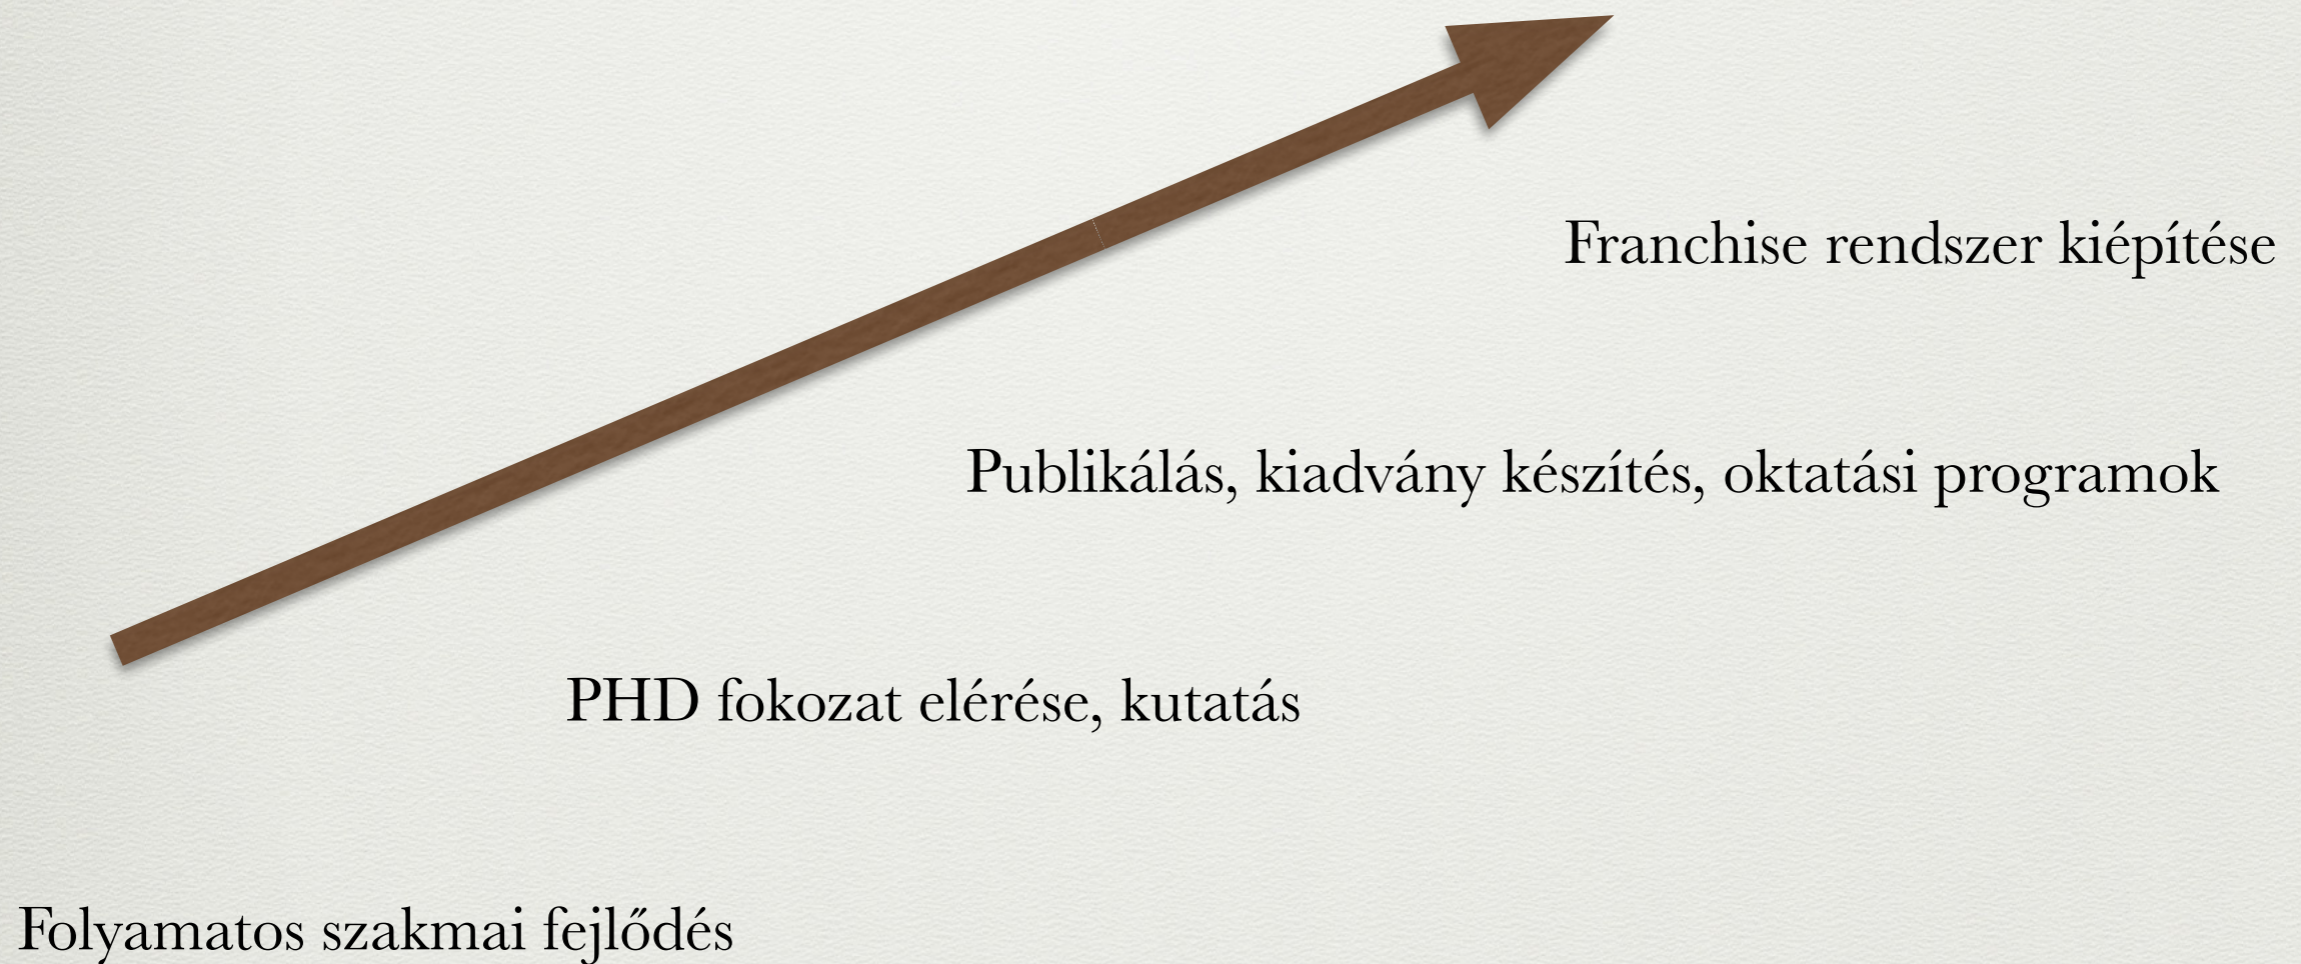 Franchise rendszer kiépítése
Publikálás, kiadvány készítés, oktatási programok
PHD fokozat elérése, kutatás
Folyamatos szakmai fejlődés